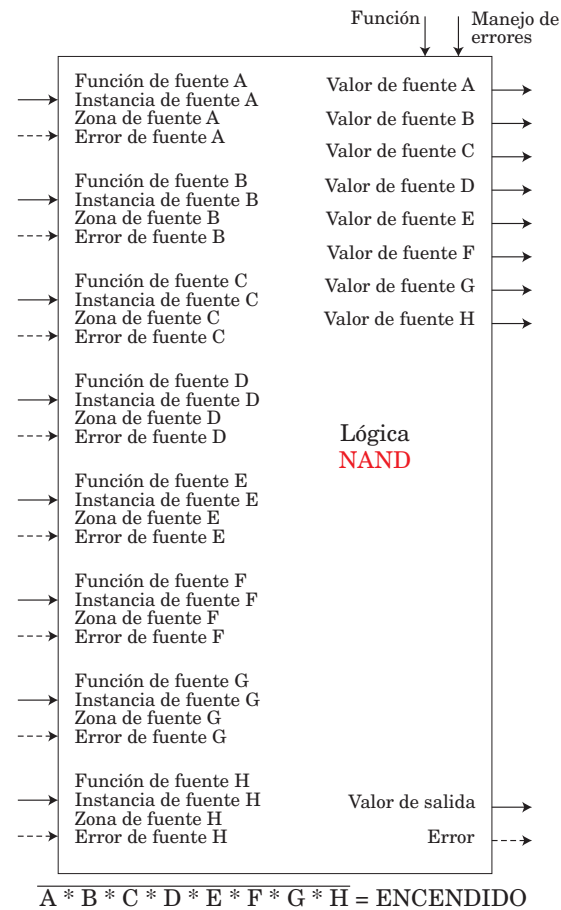 Función
Manejo de
errores
Función de fuente A
Instancia de fuente A
Zona de fuente A
Error de fuente A
Función de fuente B
Instancia de fuente B
Zona de fuente B
Error de fuente B
Función de fuente C
Instancia de fuente C
Zona de fuente C
Error de fuente C
Función de fuente D
Instancia de fuente D
Zona de fuente D
Error de fuente D
Función de fuente E
Instancia de fuente E
Zona de fuente E
Error de fuente E
Función de fuente F
Instancia de fuente F
Zona de fuente F
Error de fuente F
Función de fuente G
Instancia de fuente G
Zona de fuente G
Error de fuente G
Función de fuente H
Instancia de fuente H
Zona de fuente H
Error de fuente H
Valor de fuente A
Valor de fuente B
Valor de fuente C
Valor de fuente D
Valor de fuente E
Valor de fuente F
Valor de fuente G
Valor de fuente H
Lógica
NAND
Valor de salida
Error
A * B * C * D * E * F * G * H = ENCENDIDO